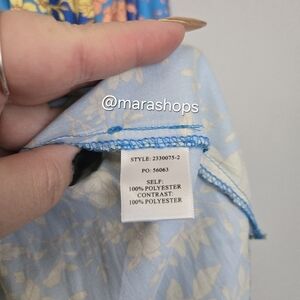 @marashops
STYLE: 2330075-2
PO: 56063
SELF:
100% POLYESTER
CONTRAST:
100% POLYESTER